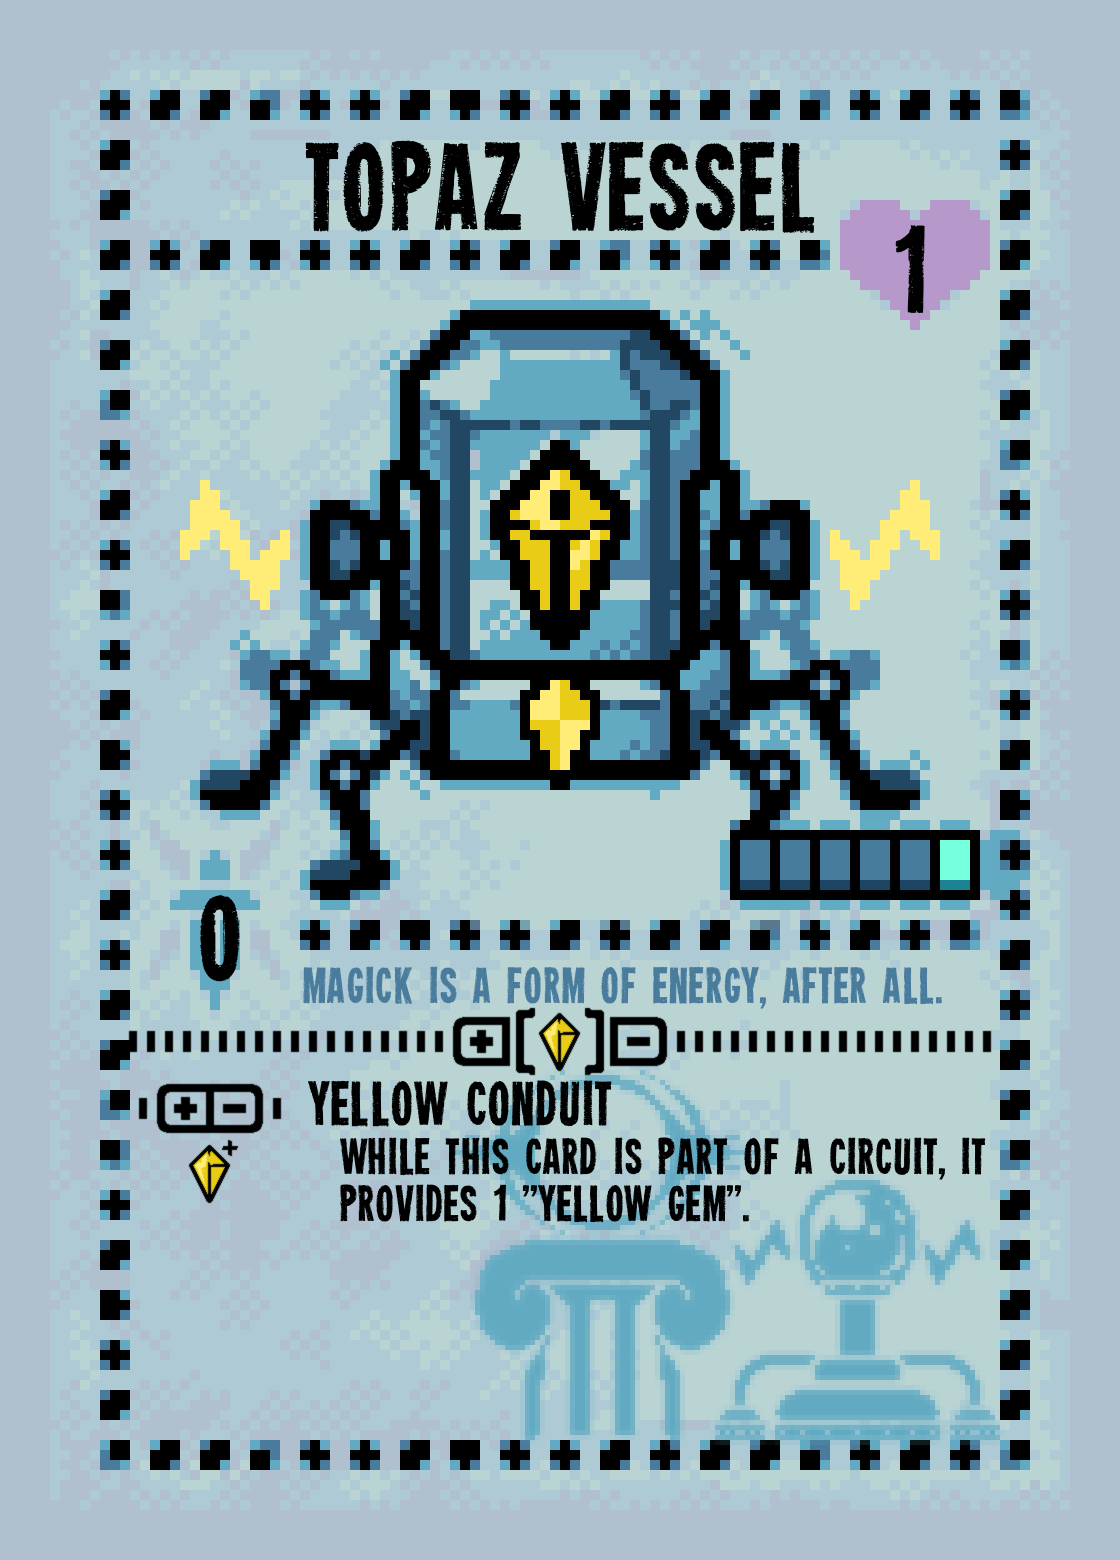 TOPAZ VESSEL
1
0
MAGICK IS A FORM OF ENERGY, AFTER ALL.
YELLOW CONDUIT
WHILE THIS CARD IS PART OF A CIRCUIT, IT
PROVIDES 1 ”YELLOW GEM”.